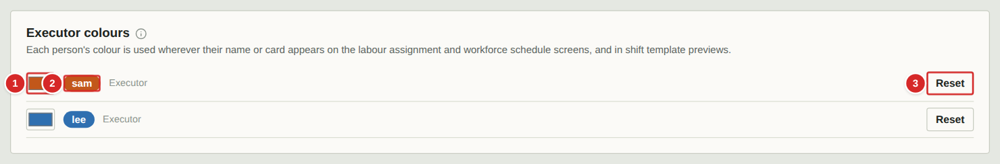 Executor colours
Each person's colour is used wherever their name or card appears on the labour assignment and workforce schedule screens, and in shift template previews.
1 2 sam Executor 3 Reset
lee Executor Reset